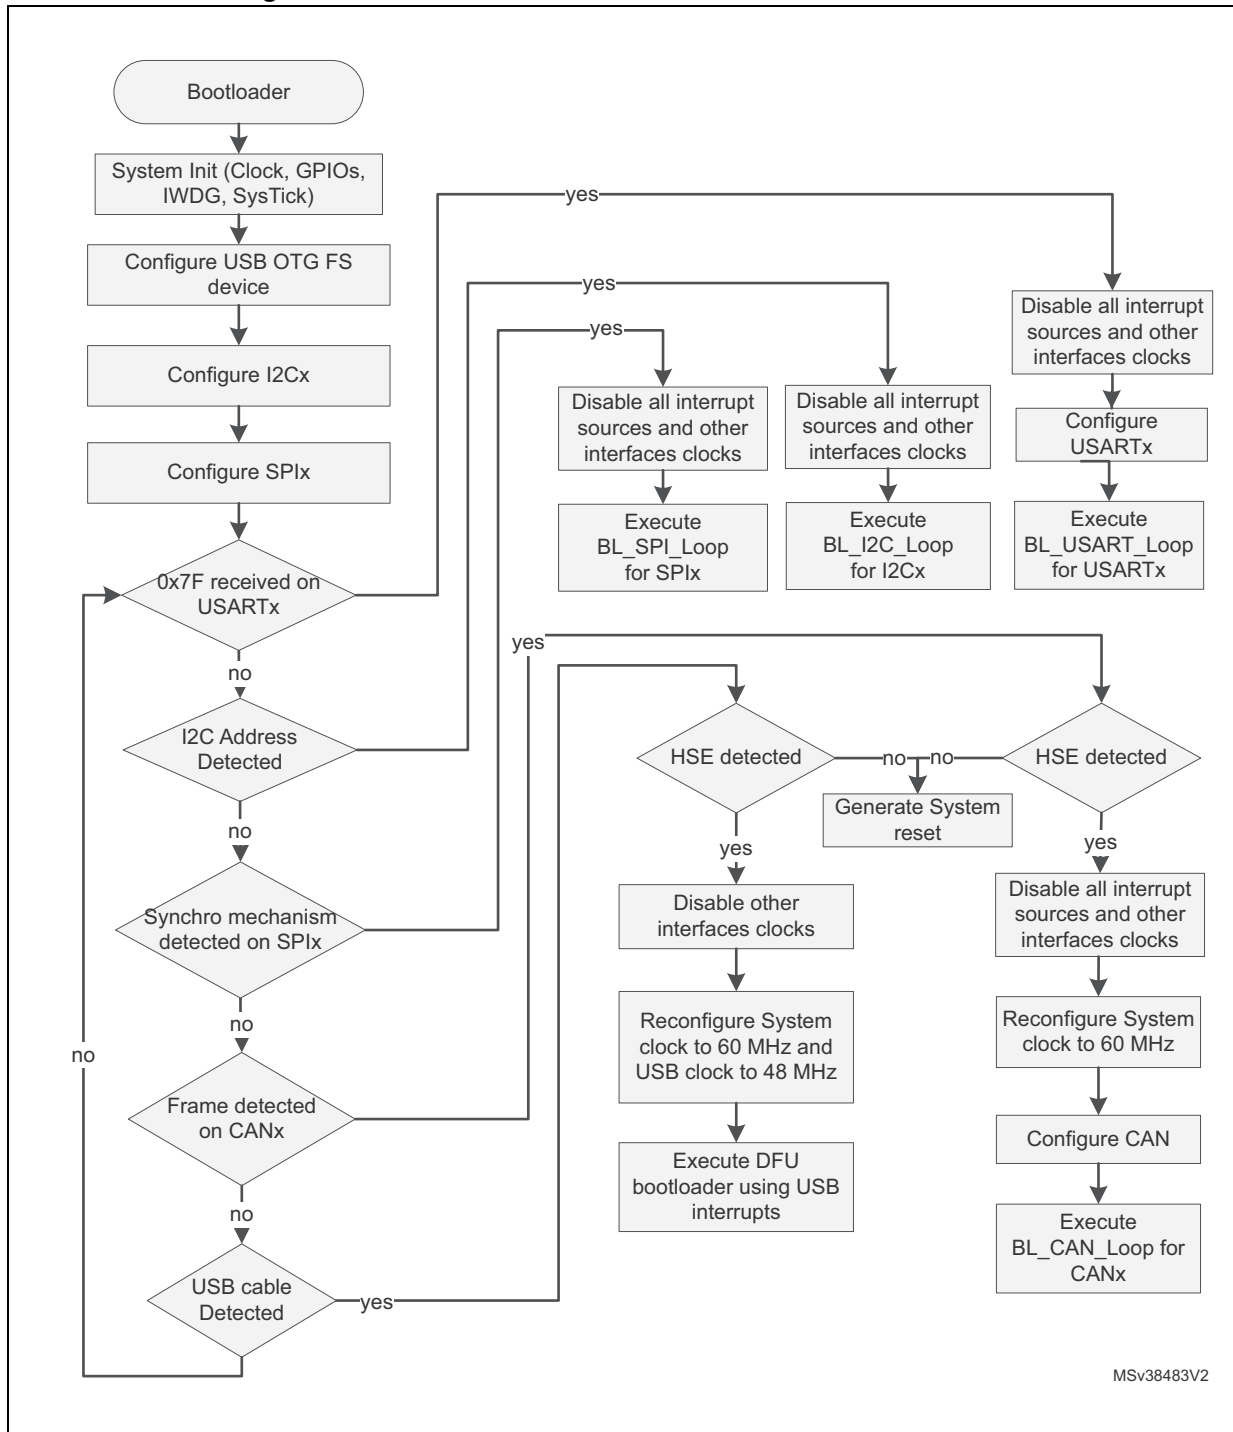 Bootloader
System Init (Clock, GPIOs,
IWDG, SysTick)
Configure USB OTG FS
device
Configure I2Cx
Configure SPIx
0x7F received on
USARTx
no
I2C Address
Detected
no
Synchro mechanism
detected on SPIx
no
Frame detected
on CANx
no
USB cable
Detected
yes
no
yes
yes
yes
Disable all interrupt
sources and other
interfaces clocks
Execute
BL_SPI_Loop
for SPIx
Disable all interrupt
sources and other
interfaces clocks
Execute
BL_I2C_Loop
for I2Cx
Disable all interrupt
sources and other
interfaces clocks
Configure
USARTx
Execute
BL_USART_Loop
for USARTx
yes
HSE detected
no
no
HSE detected
Generate System
reset
yes
Disable other
interfaces clocks
Reconfigure System
clock to 60 MHz and
USB clock to 48 MHz
Execute DFU
bootloader using USB
interrupts
yes
Disable all interrupt
sources and other
interfaces clocks
Reconfigure System
clock to 60 MHz
Configure CAN
Execute
BL_CAN_Loop for
CANx
MSv38483V2